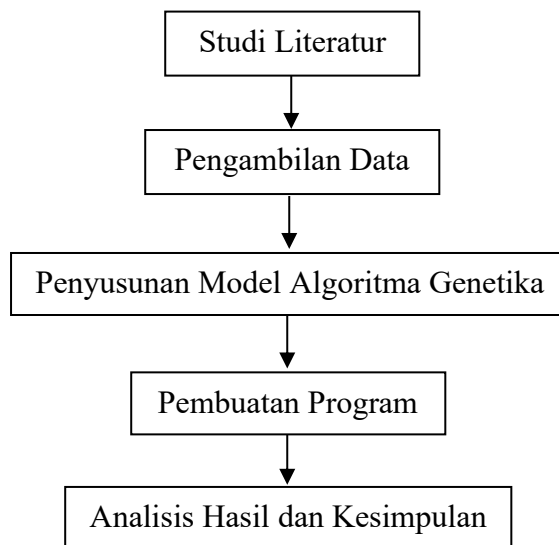 Studi Literatur
Pengambilan Data
Penyusunan Model Algoritma Genetika
Pembuatan Program
Analisis Hasil dan Kesimpulan